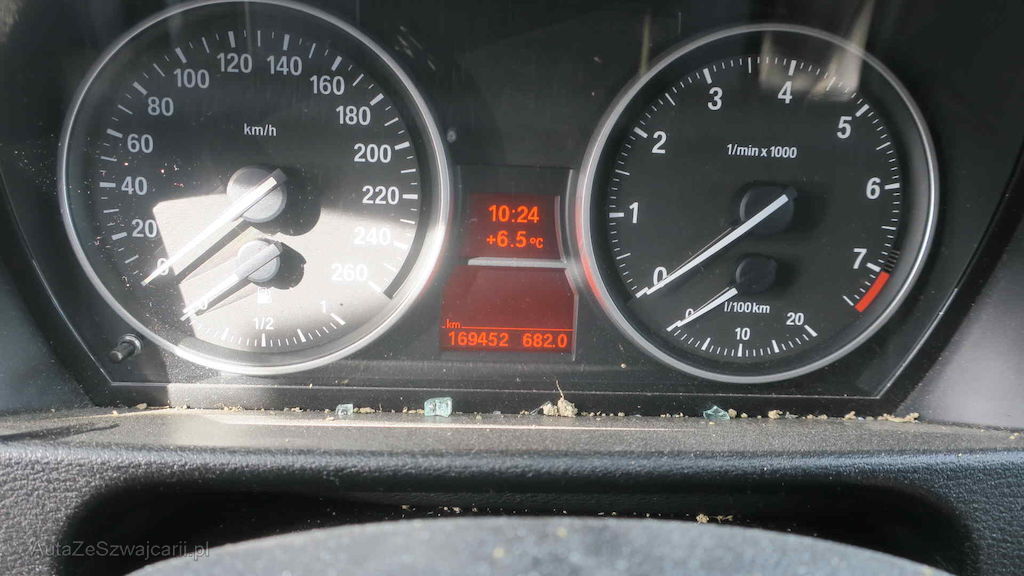 0 20 40 60 80 100 120 140 160 180 200 220 240 260
km/h
0 1/2 1
10:24
+6.5°C
km
169452 682.0
0 1 2 3 4 5 6 7
1/min x 1000
0 10 20
l/100km
AutaZeSzwajcarii.pl